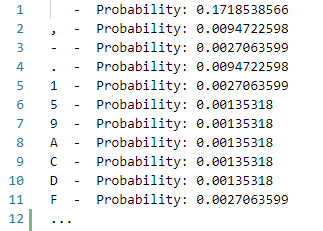 1 - Probability: 0.1718538566
2 , - Probability: 0.0094722598
3 - - Probability: 0.0027063599
4 . - Probability: 0.0094722598
5 1 - Probability: 0.0027063599
6 5 - Probability: 0.00135318
7 9 - Probability: 0.00135318
8 A - Probability: 0.00135318
9 C - Probability: 0.00135318
10 D - Probability: 0.00135318
11 F - Probability: 0.0027063599
12 ...